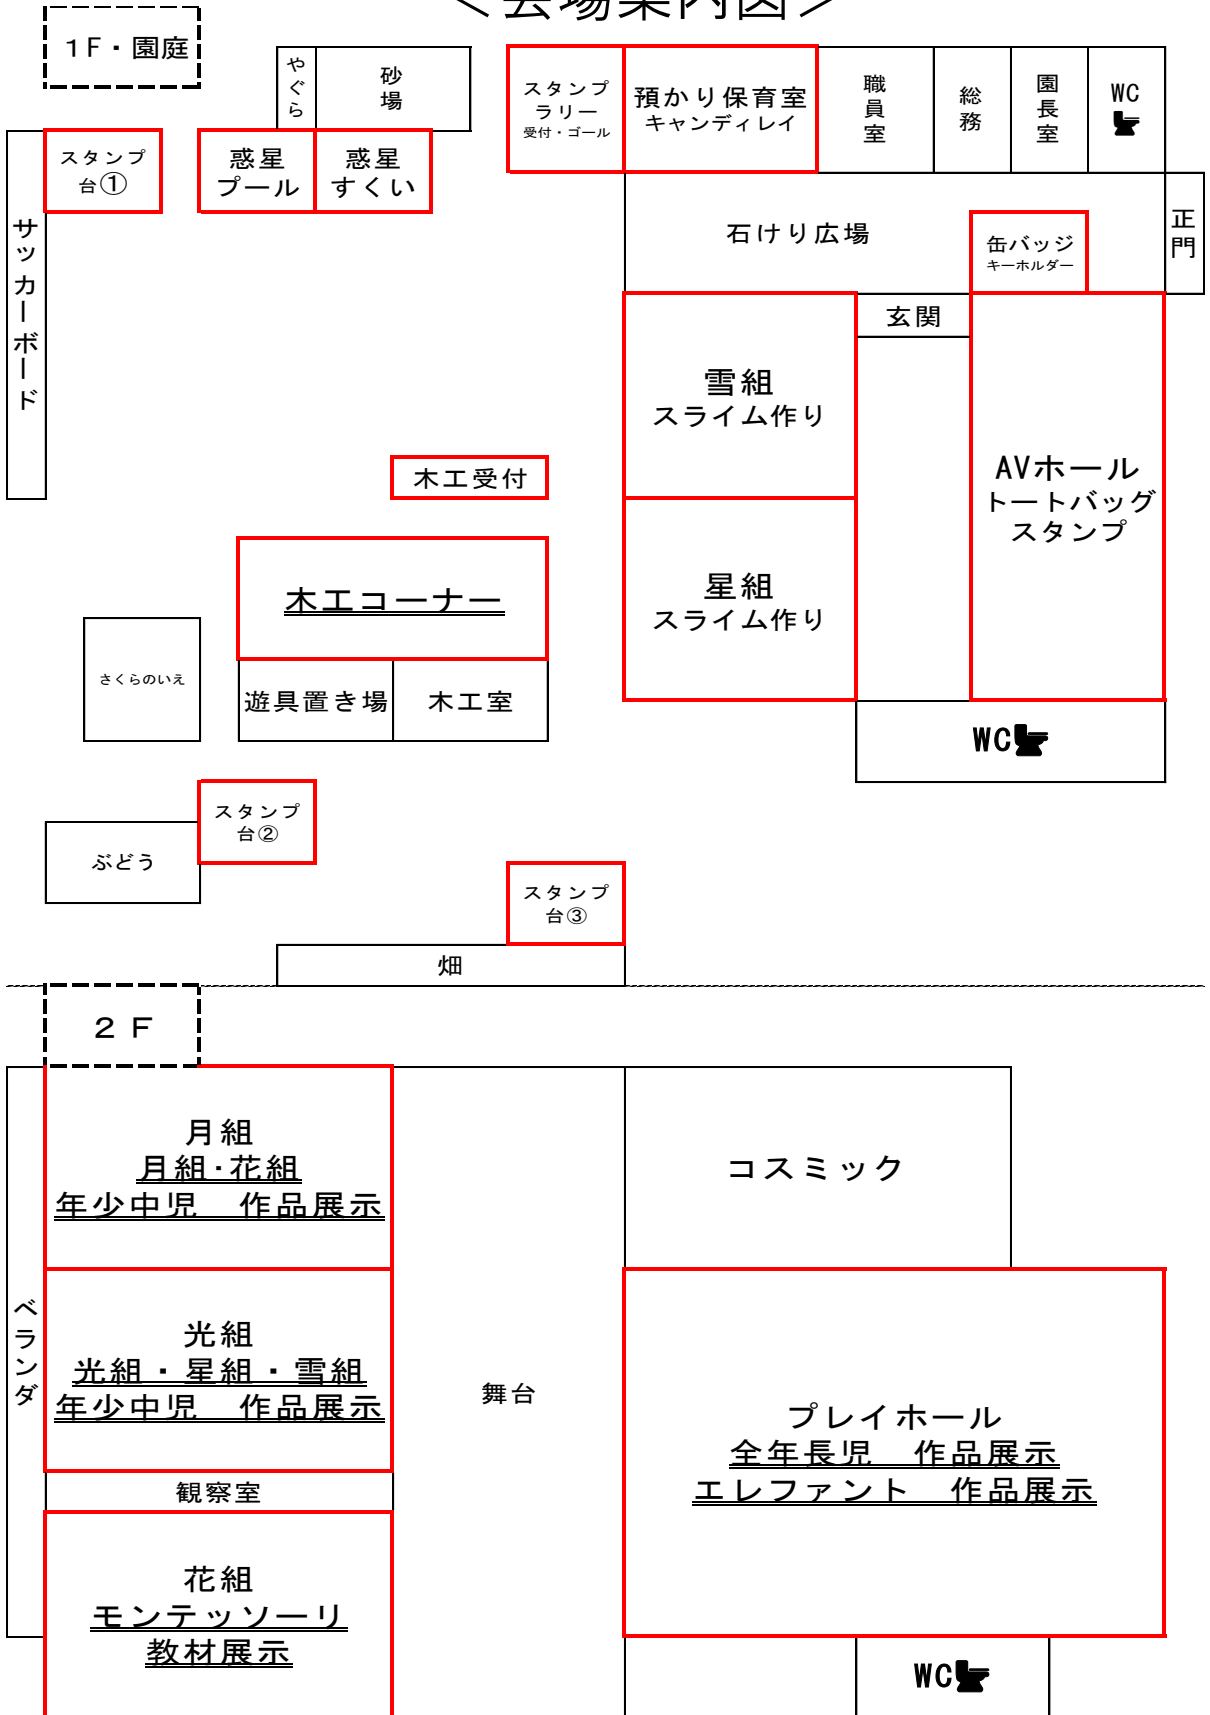 ＜会場案内図＞
１F・園庭
やぐら
砂場
スタンプ
ラリー
受付・ゴール
預かり保育室
キャンディレイ
職員室
総務
園長室
WC
スタンプ
台①
惑星
プール
惑星
すくい
サッカーボード
石けり広場
缶バッジ
キーホルダー
正門
玄関
雪組
スライム作り
木工受付
AVホール
トートバッグ
スタンプ
木工コーナー
星組
スライム作り
さくらのいえ
遊具置き場
木工室
WC
スタンプ
台②
ぶどう
スタンプ
台③
畑
２Ｆ
月組
月組・花組
年少中児　作品展示
コスミック
ベランダ
光組
光組・星組・雪組
年少中児　作品展示
舞台
プレイホール
全年長児　作品展示
エレファント　作品展示
観察室
花組
モンテッソーリ
教材展示
WC